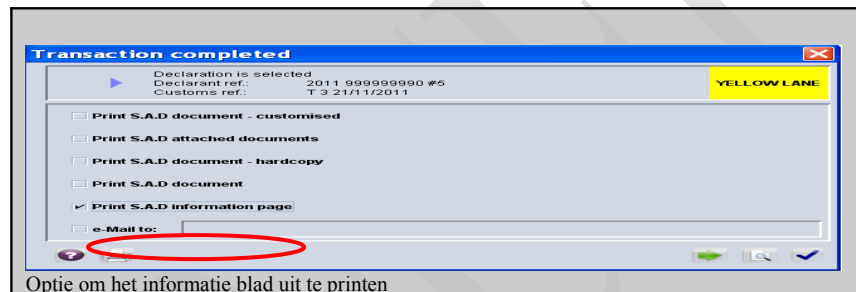 Transaction completed
Declaration is selected
Declarant ref.: 2011 999999990 #5
Customs ref.: T 3 21/11/2011
YELLOW LANE
Print S.A.D document - customised
Print S.A.D attached documents
Print S.A.D document - hardcopy
Print S.A.D document
Print S.A.D information page
e-Mail to:
Optie om het informatie blad uit te printen